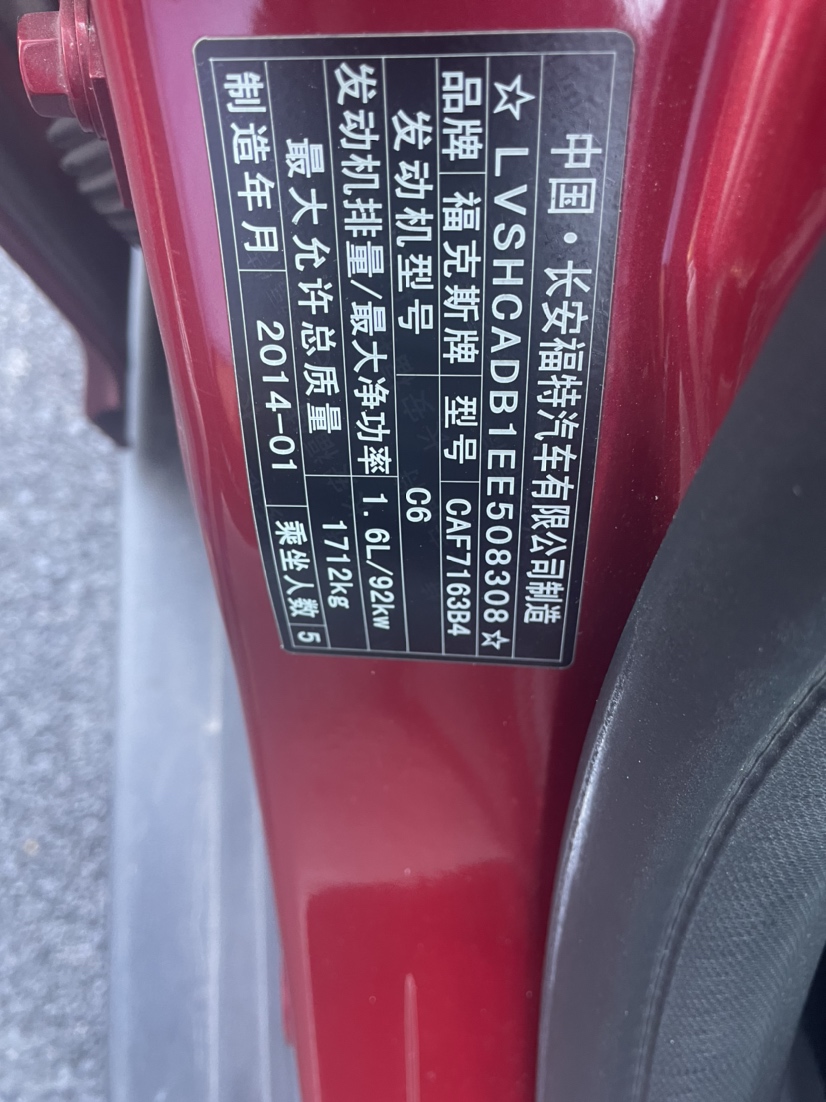 中国·长安福特汽车有限公司制造
☆LVSHCADB1EE508308☆
品牌 福克斯牌 型号 CAF7163B4
发动机型号 C6
发动机排量/最大净功率 1.6L/92kw
最大允许总质量 1712kg
制造年月 2014-01 乘坐人数 5